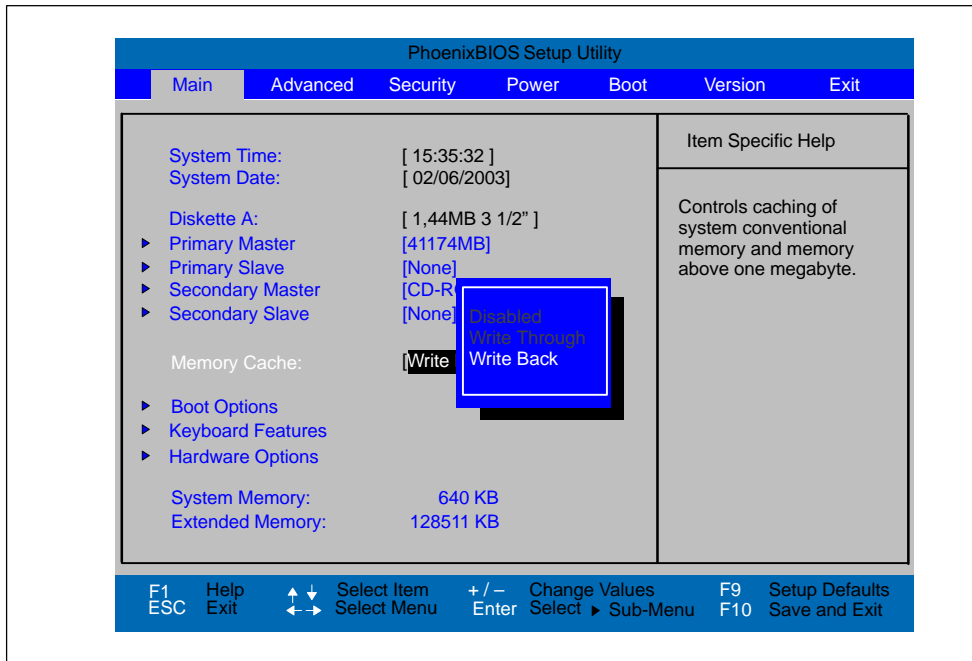 PhoenixBIOS Setup Utility
Main Advanced Security Power Boot Version Exit
System Time: [ 15:35:32 ]
System Date: [ 02/06/2003]
Diskette A: [ 1,44MB 3 1/2” ]
Primary Master [41174MB]
Primary Slave [None]
Secondary Master [CD-R
Secondary Slave [None]
Memory Cache: [Write
Disabled
Write Through
Write Back
Boot Options
Keyboard Features
Hardware Options
System Memory: 640 KB
Extended Memory: 128511 KB
Item Specific Help
Controls caching of
system conventional
memory and memory
above one megabyte.
F1 Help Select Item +/– Change Values F9 Setup Defaults
ESC Exit Select Menu Enter Select Sub-Menu F10 Save and Exit